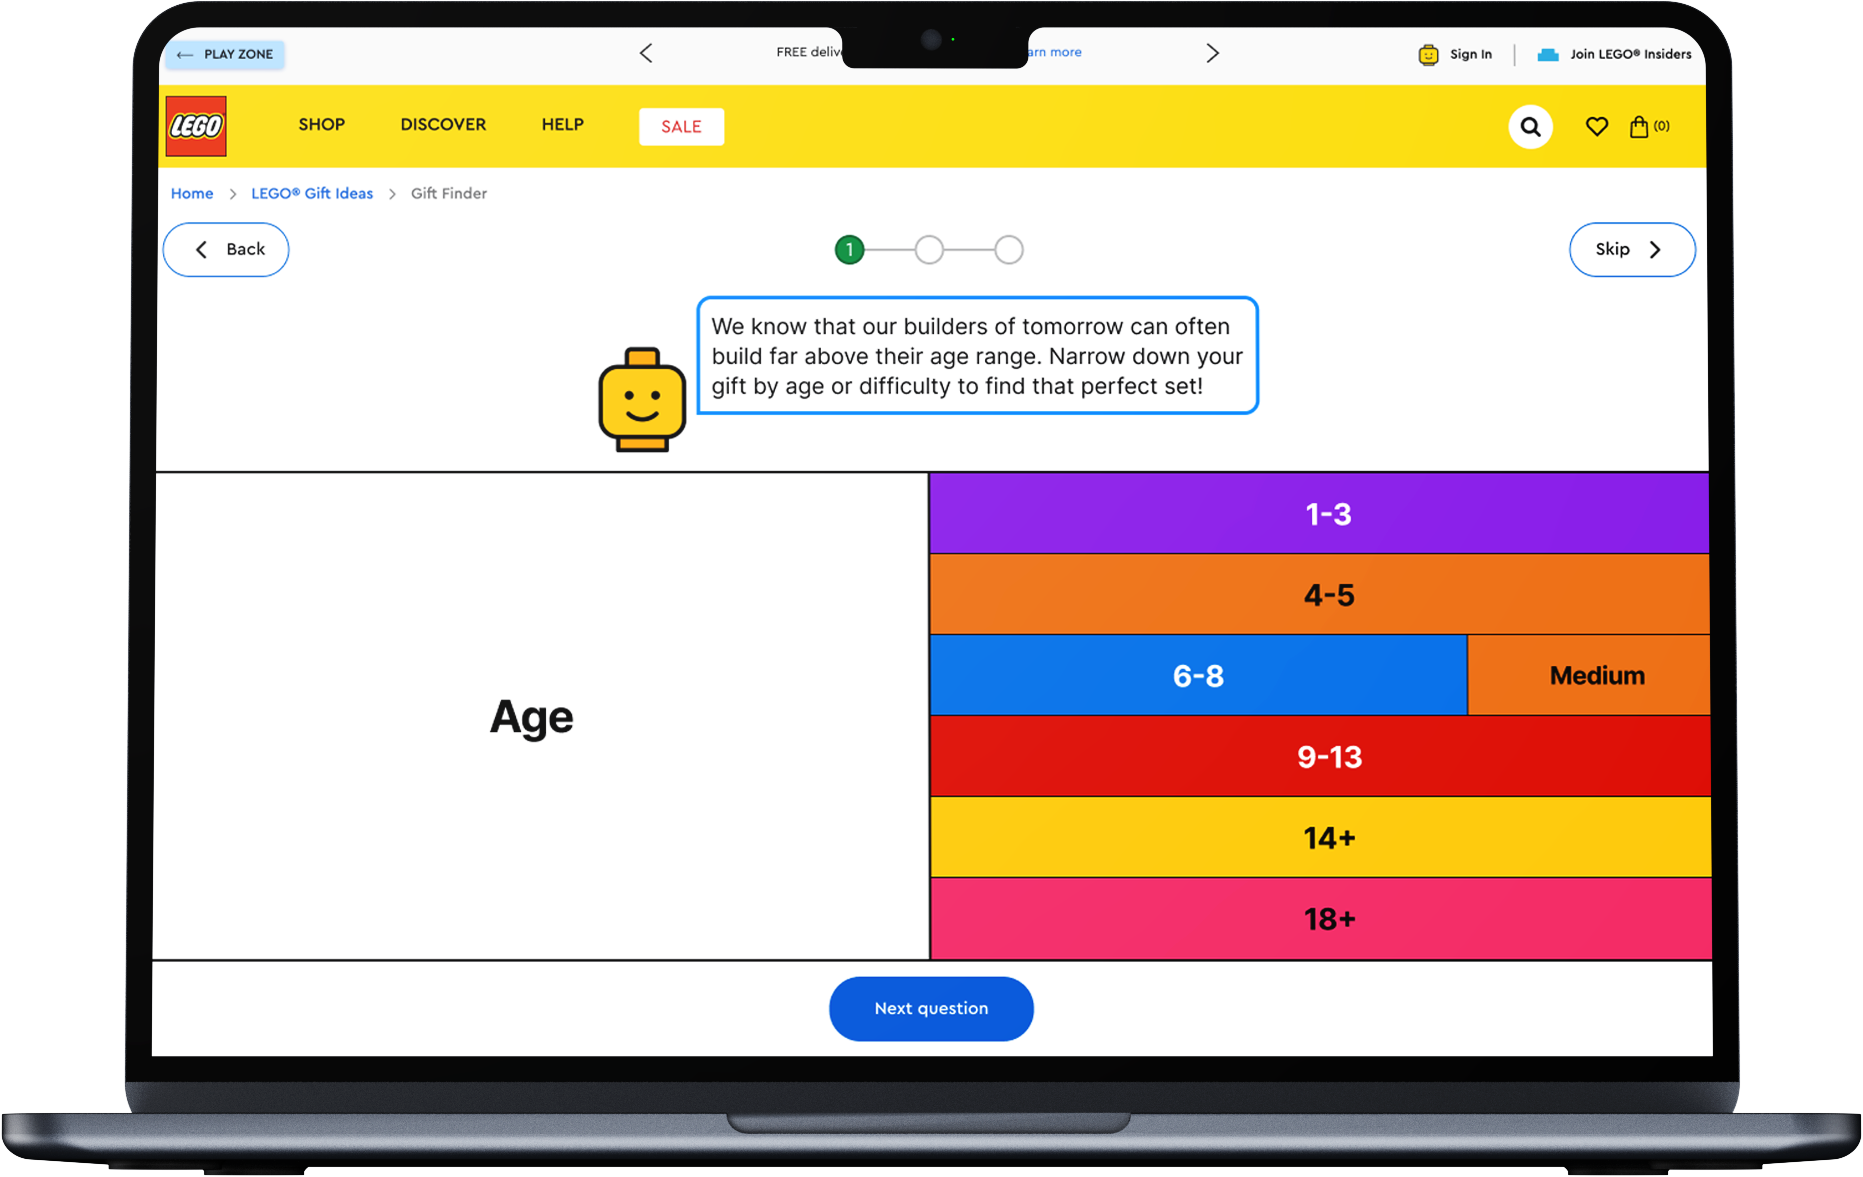 PLAY ZONE
FREE
learn more
Sign In
Join LEGO® Insiders
LEGO
SHOP
DISCOVER
HELP
SALE
(0)
Home
LEGO® Gift Ideas
Gift Finder
Back
1
Skip
We know that our builders of tomorrow can often
build far above their age range. Narrow down your
gift by age or difficulty to find that perfect set!
Age
1-3
4-5
6-8
Medium
9-13
14+
18+
Next question